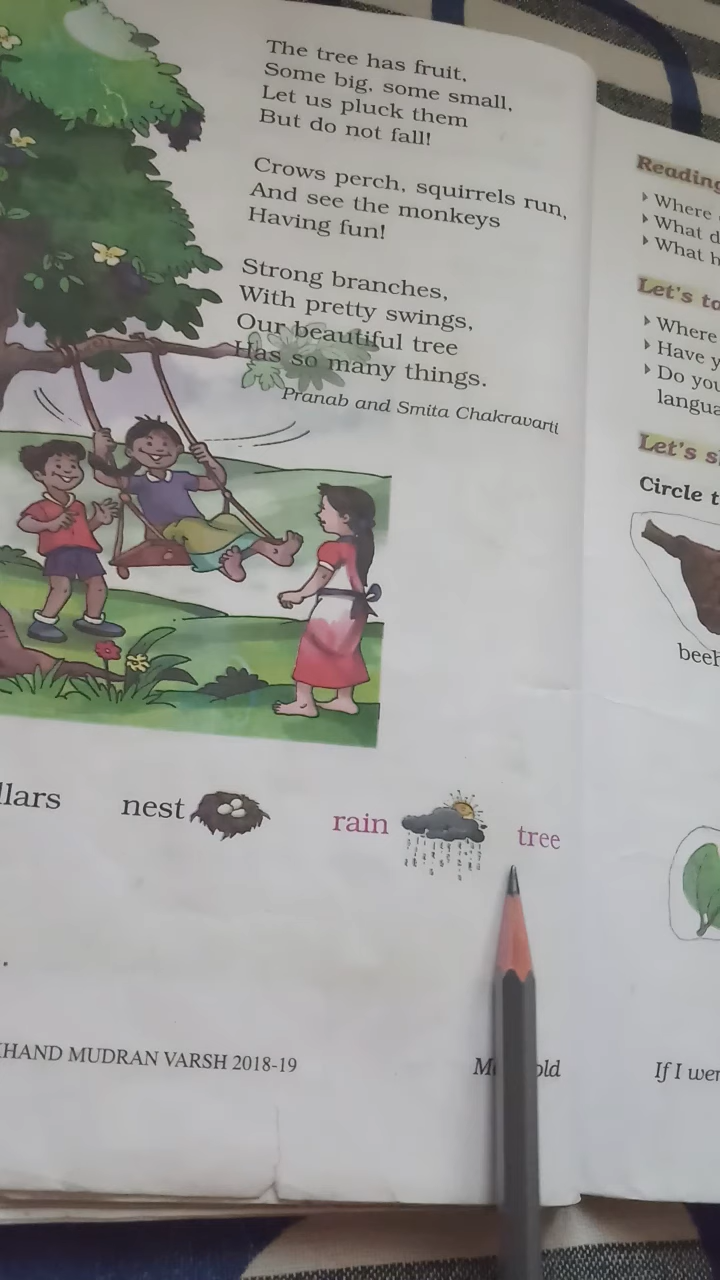 The tree has fruit,
Some big, some small,
Let us pluck them
But do not fall!
Crows perch, squirrels run,
And see the monkeys
Having fun!
Strong branches,
With pretty swings,
Our beautiful tree
Has so many things.
Pranab and Smita Chakravarti
nest rain tree
MUDRAN VARSH 2018-19
Reading
Where
What
What
Let's
Where
Have
Do you
Let's
Circle
If I